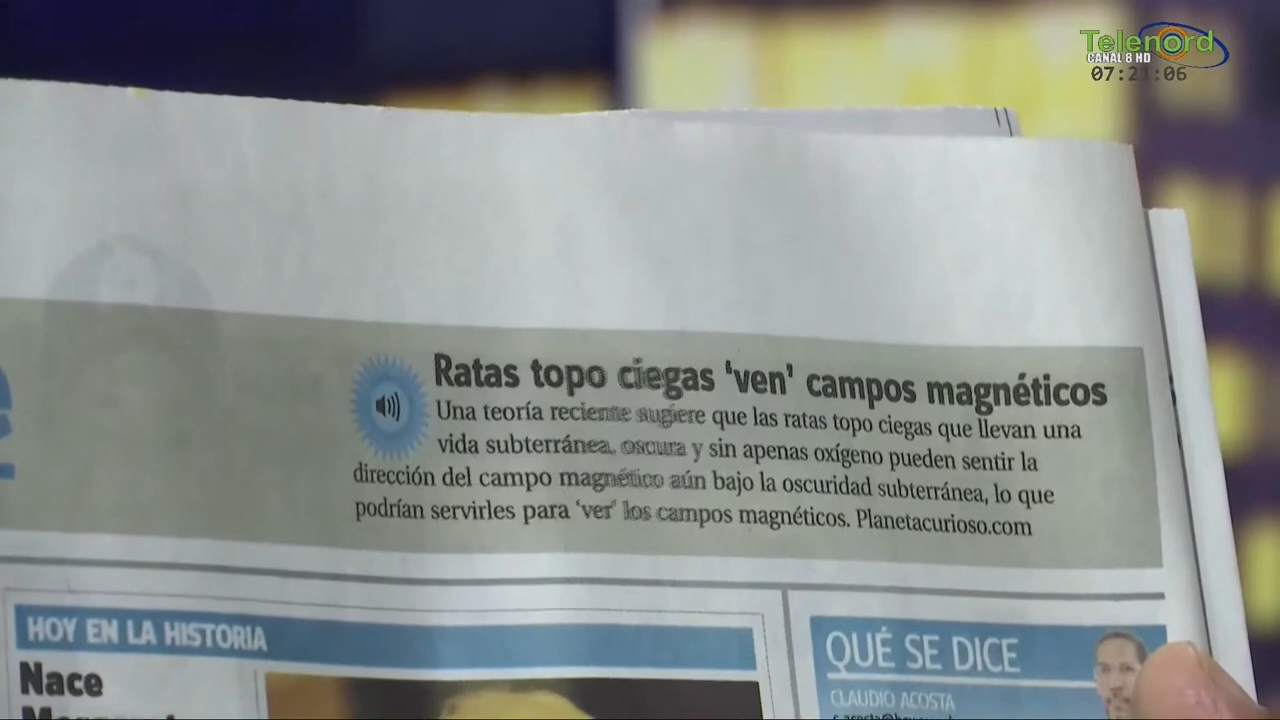 Telenord
CANAL 8 HD
07:21:06
Ratas topo ciegas ‘ven’ campos magnéticos
Una teoría reciente sugiere que las ratas topo ciegas que llevan una
vida subterránea, oscura y sin apenas oxígeno pueden sentir la
dirección del campo magnético aún bajo la oscuridad subterránea, lo que
podrían servirles para ‘ver’ los campos magnéticos. Planetacurioso.com
HOY EN LA HISTORIA
Nace
QUÉ SE DICE
CLAUDIO ACOSTA